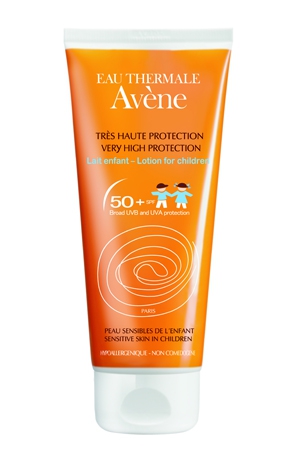 EAU THERMALE
Avène
TRÈS HAUTE PROTECTION
VERY HIGH PROTECTION
Lait enfant – Lotion for children
50+ SPF
Broad UVB and UVA protection
PARIS
PEAU SENSIBLES DE L'ENFANT
SENSITIVE SKIN IN CHILDREN
HYPOALLERGENIQUE - NON-COMEDOGENE